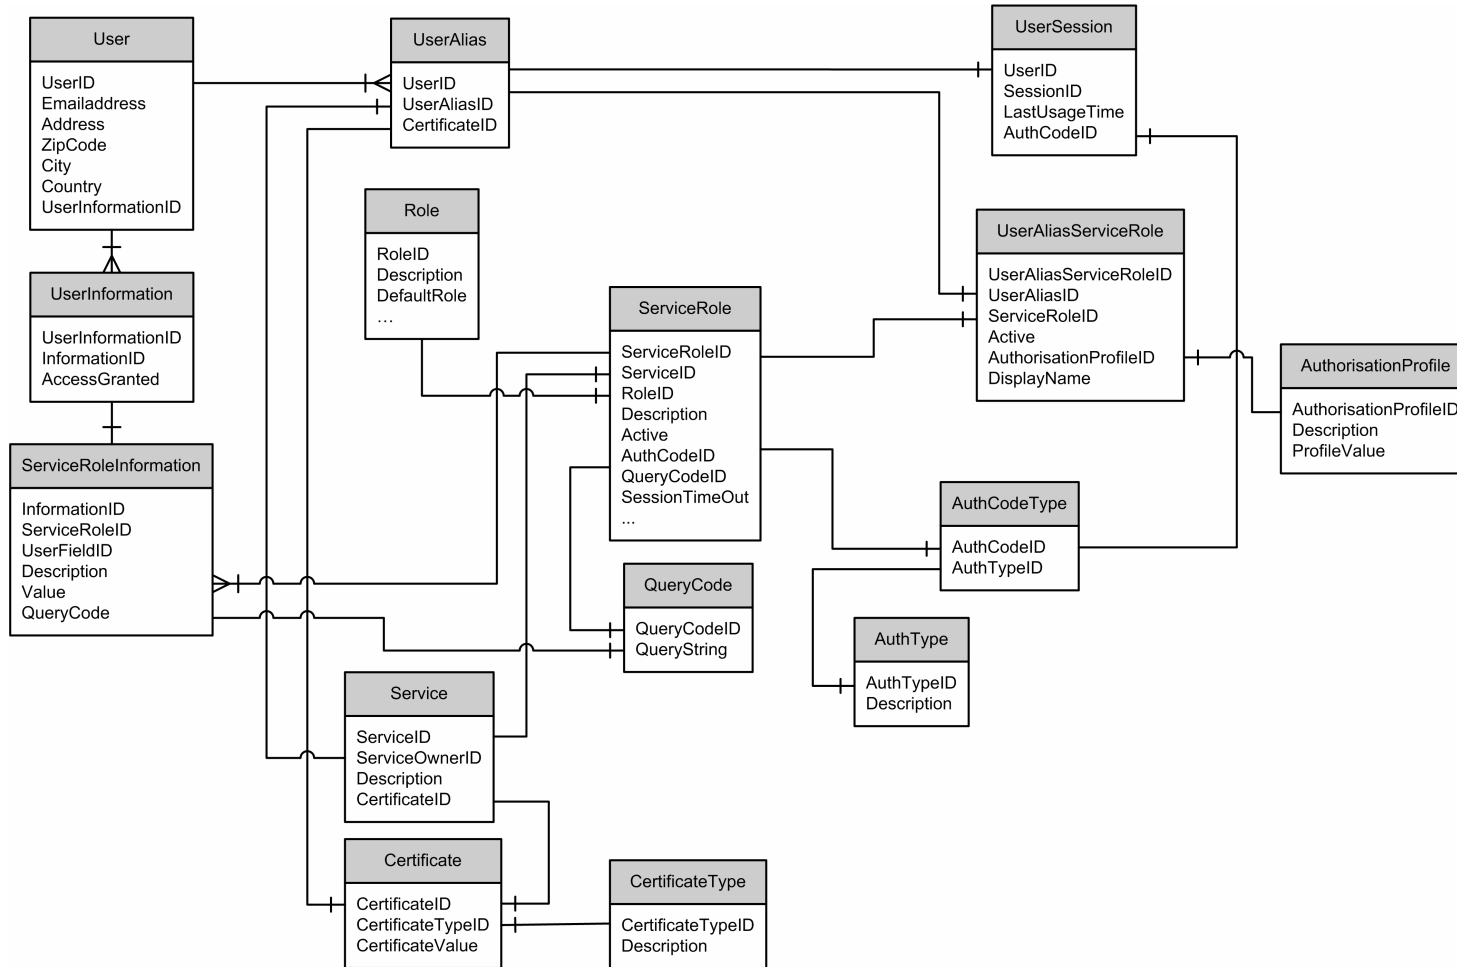 User
UserID
Emailaddress
Address
ZipCode
City
Country
UserInformationID
UserAlias
UserID
UserAliasID
CertificateID
UserSession
UserID
SessionID
LastUsageTime
AuthCodeID
Role
RoleID
Description
DefaultRole
...
UserAliasServiceRole
UserAliasServiceRoleID
UserAliasID
ServiceRoleID
Active
AuthorisationProfileID
DisplayName
UserInformation
UserInformationID
InformationID
AccessGranted
ServiceRole
ServiceRoleID
ServiceID
RoleID
Description
Active
AuthCodeID
QueryCodeID
SessionTimeOut
...
AuthorisationProfile
AuthorisationProfileID
Description
ProfileValue
ServiceRoleInformation
InformationID
ServiceRoleID
UserFieldID
Description
Value
QueryCode
AuthCodeType
AuthCodeID
AuthTypeID
QueryCode
QueryCodeID
QueryString
AuthType
AuthTypeID
Description
Service
ServiceID
ServiceOwnerID
Description
CertificateID
Certificate
CertificateID
CertificateTypeID
CertificateValue
CertificateType
CertificateTypeID
Description